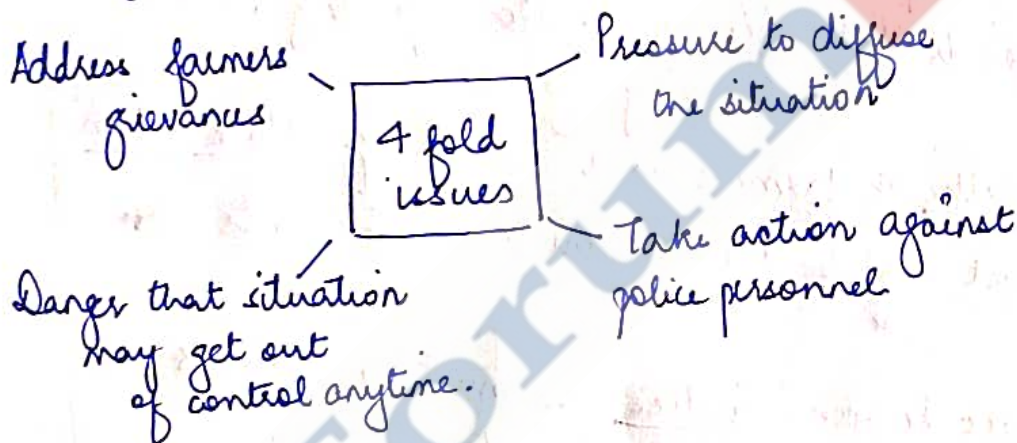 Address farmers
grievances
4 fold
issues
Pressure to diffuse
the situation
Danger that situation
may get out
of control anytime.
Take action against
police personnel
forum